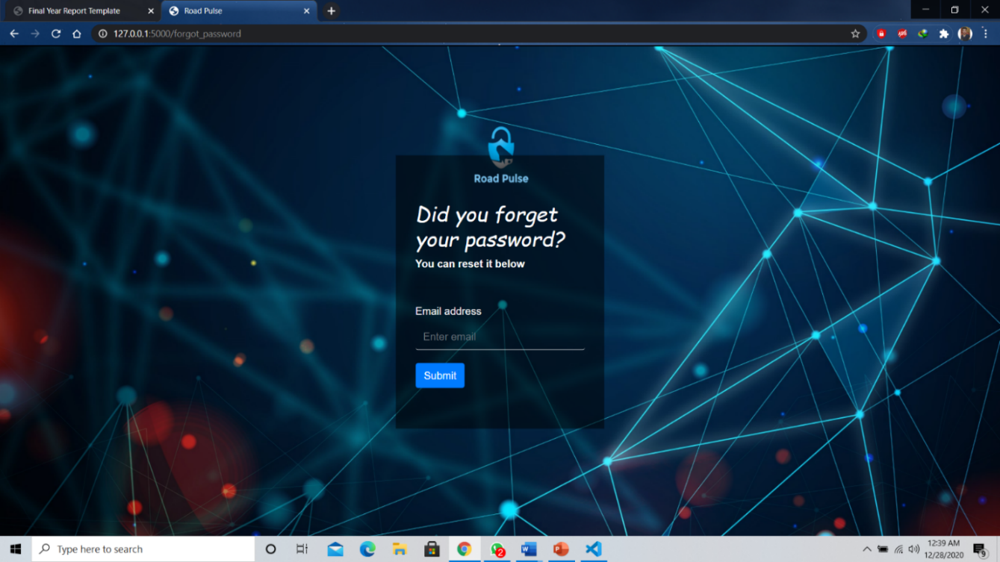 Final Year Report Template
Road Pulse
127.0.0.1:5000/forgot_password
Road Pulse
Did you forget
your password?
You can reset it below
Email address
Enter email
Submit
Type here to search
2
12:39 AM
12/28/2020
9